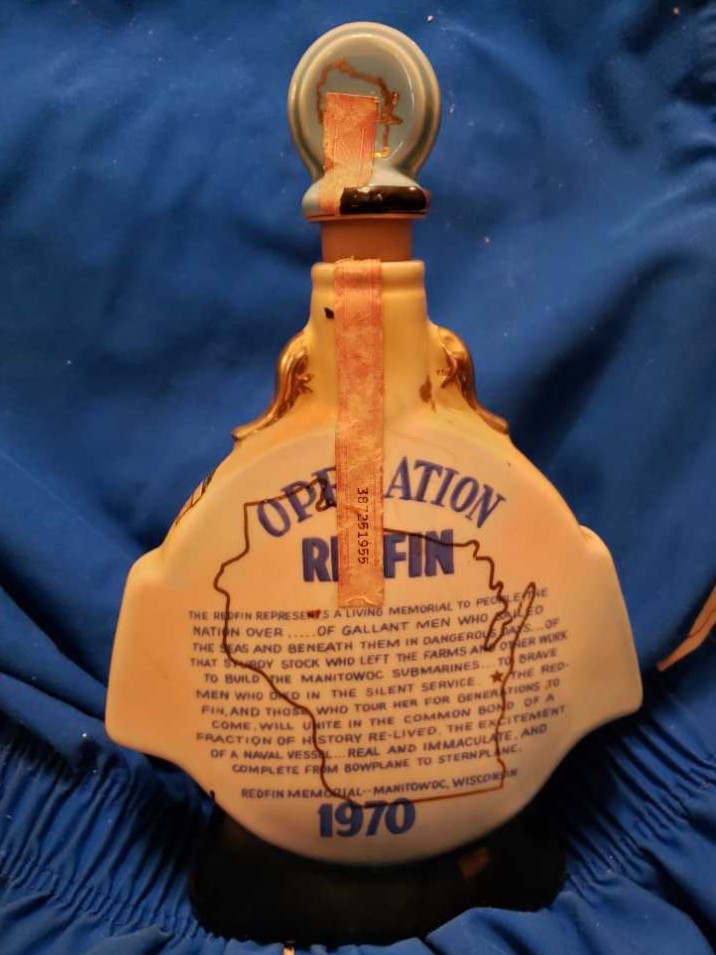 OPERATION
387251955
REDFIN
THE REDFIN REPRESENTS A LIVING MEMORIAL TO PEOPLE THE
NATION OVER.....OF GALLANT MEN WHO SAILED
THE SEAS AND BENEATH THEM IN DANGEROUS DAYS...OF
THAT STURDY STOCK WHO LEFT THE FARMS AND OTHER WORK
TO BUILD THE MANITOWOC SUBMARINES...TO BRAVE
MEN WHO DIED IN THE SILENT SERVICE. THE RED-
FIN, AND THOSE WHO TOUR HER FOR GENERATIONS TO
COME, WILL UNITE IN THE COMMON BOND OF A
FRACTION OF HISTORY RE-LIVED. THE EXCITEMENT
OF A NAVAL VESSEL...REAL AND IMMACULATE, AND
COMPLETE FROM BOWPLANE TO STERNPLANE.
REDFIN MEMORIAL--MANITOWOC, WISCONSIN
1970